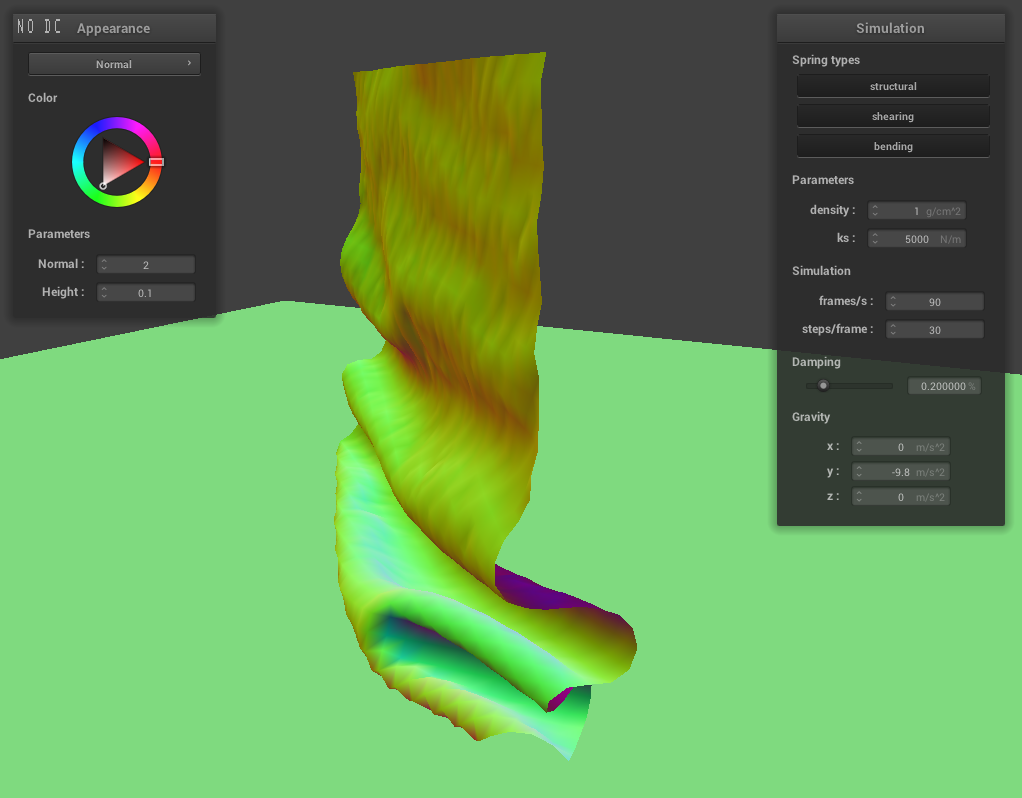 NO DC Appearance
Normal ›
Color
Parameters
Normal : 2
Height : 0.1
Simulation
Spring types
structural
shearing
bending
Parameters
density : 1 g/cm^2
ks : 5000 N/m
Simulation
frames/s : 90
steps/frame : 30
Damping
0.200000 %
Gravity
x : 0 m/s^2
y : -9.8 m/s^2
z : 0 m/s^2